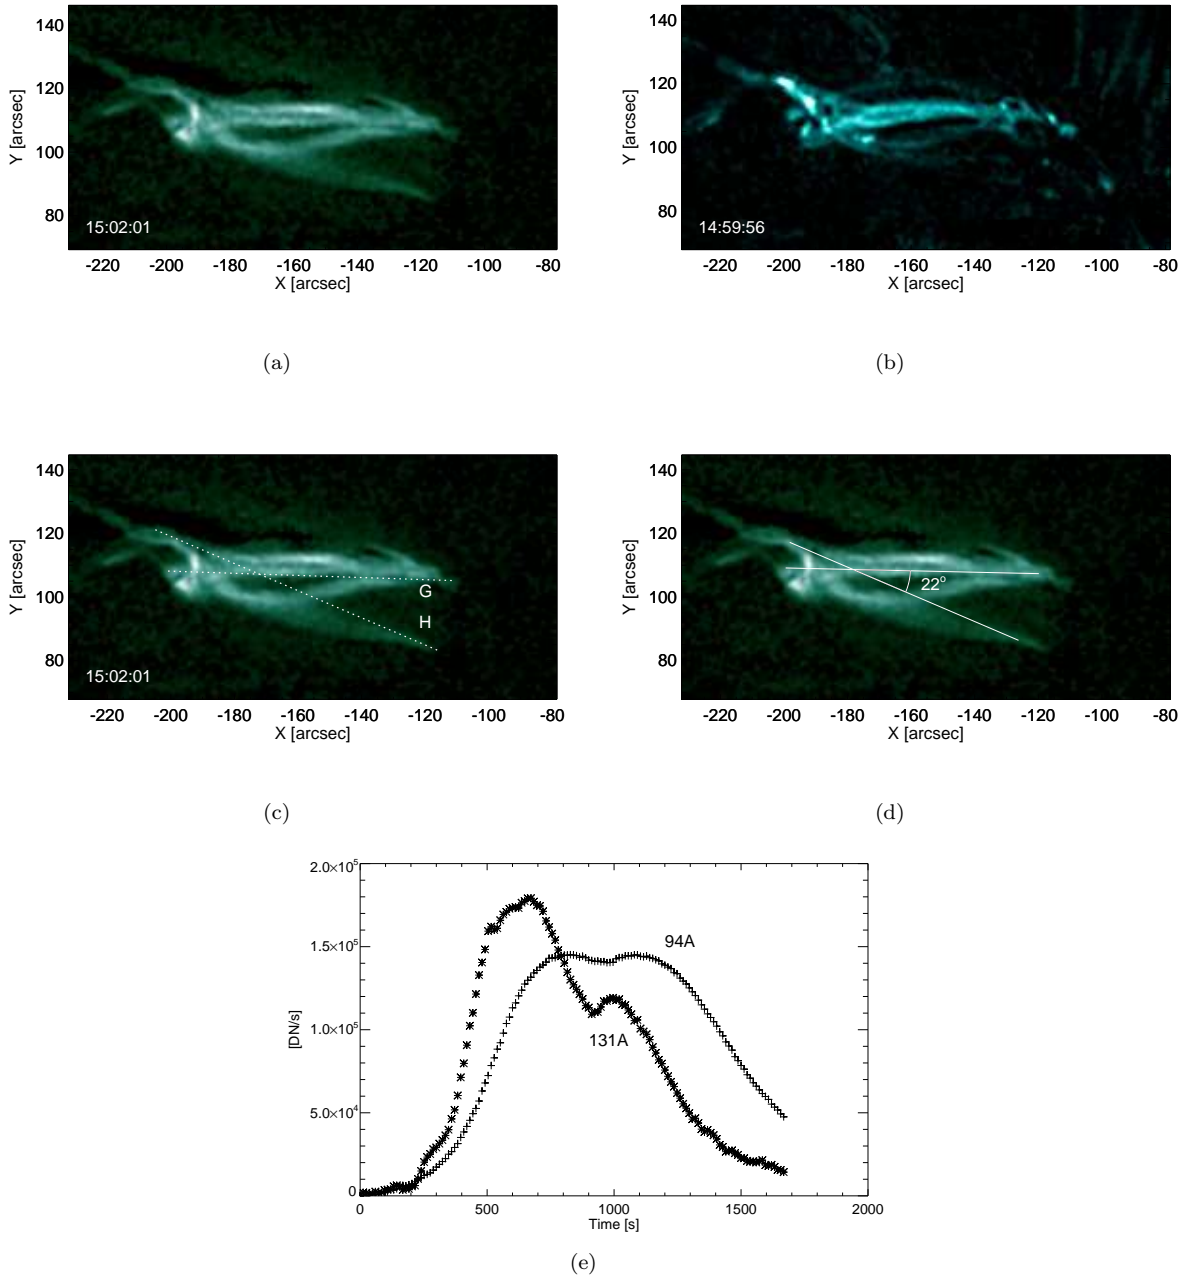 140
120
100
80
Y [arcsec]
15:02:01
-220 -200 -180 -160 -140 -120 -100 -80
X [arcsec]
(a)
140
120
100
80
Y [arcsec]
14:59:56
-220 -200 -180 -160 -140 -120 -100 -80
X [arcsec]
(b)
140
120
100
80
Y [arcsec]
G
H
15:02:01
-220 -200 -180 -160 -140 -120 -100 -80
X [arcsec]
(c)
140
120
100
80
Y [arcsec]
22°
-220 -200 -180 -160 -140 -120 -100 -80
X [arcsec]
(d)
2.0×10⁵
1.5×10⁵
1.0×10⁵
5.0×10⁴
0
[DN/s]
94A
131A
0 500 1000 1500 2000
Time [s]
(e)